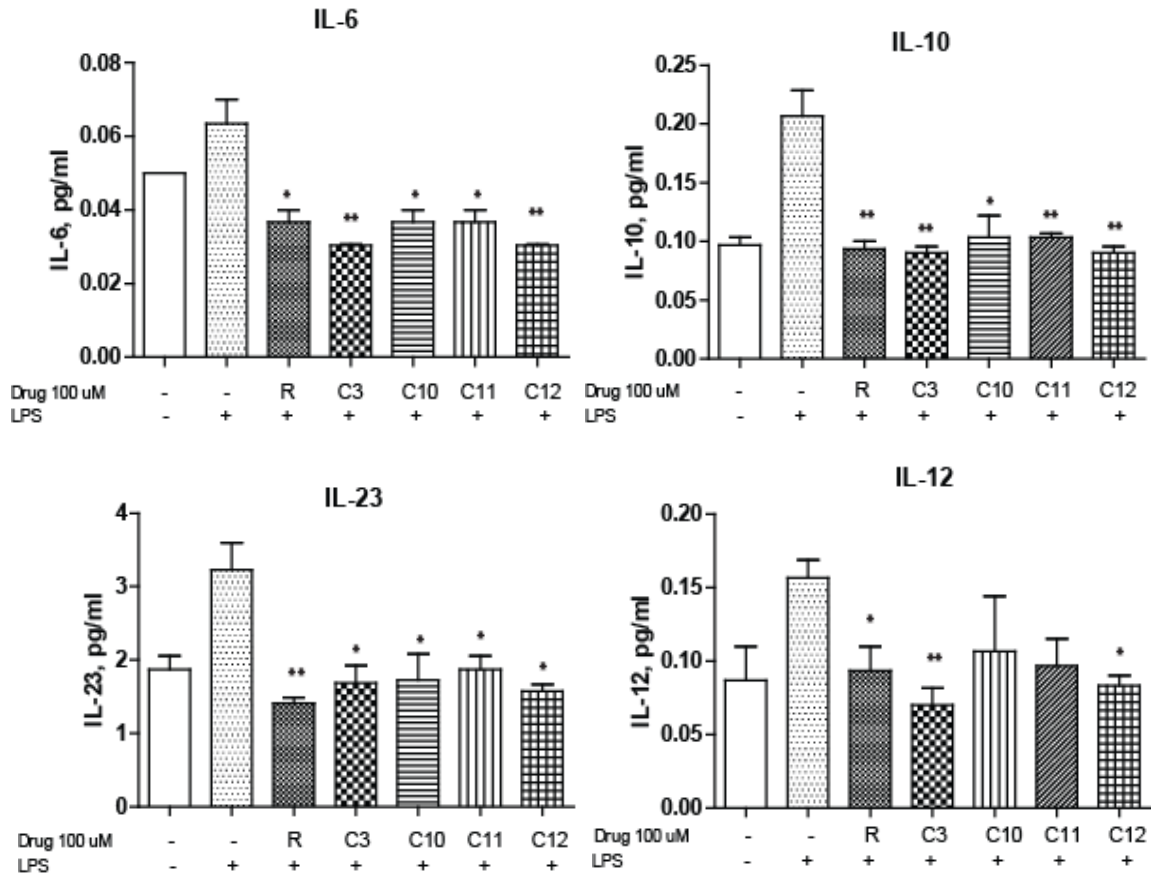 IL-6
IL-6, pg/ml
0.08
0.06
0.04
0.02
0.00
* ** * * **
Drug 100 uM - - R C3 C10 C11 C12
LPS - + + + + + +
IL-10
IL-10, pg/ml
0.25
0.20
0.15
0.10
0.05
0.00
** ** * ** **
Drug 100 uM - - R C3 C10 C11 C12
LPS - + + + + + +
IL-23
IL-23, pg/ml
4
3
2
1
0
** * * * *
Drug 100 uM - - R C3 C10 C11 C12
LPS - + + + + + +
IL-12
IL-12, pg/ml
0.20
0.15
0.10
0.05
0.00
* ** *
Drug 100 uM - - R C3 C10 C11 C12
LPS - + + + + + +